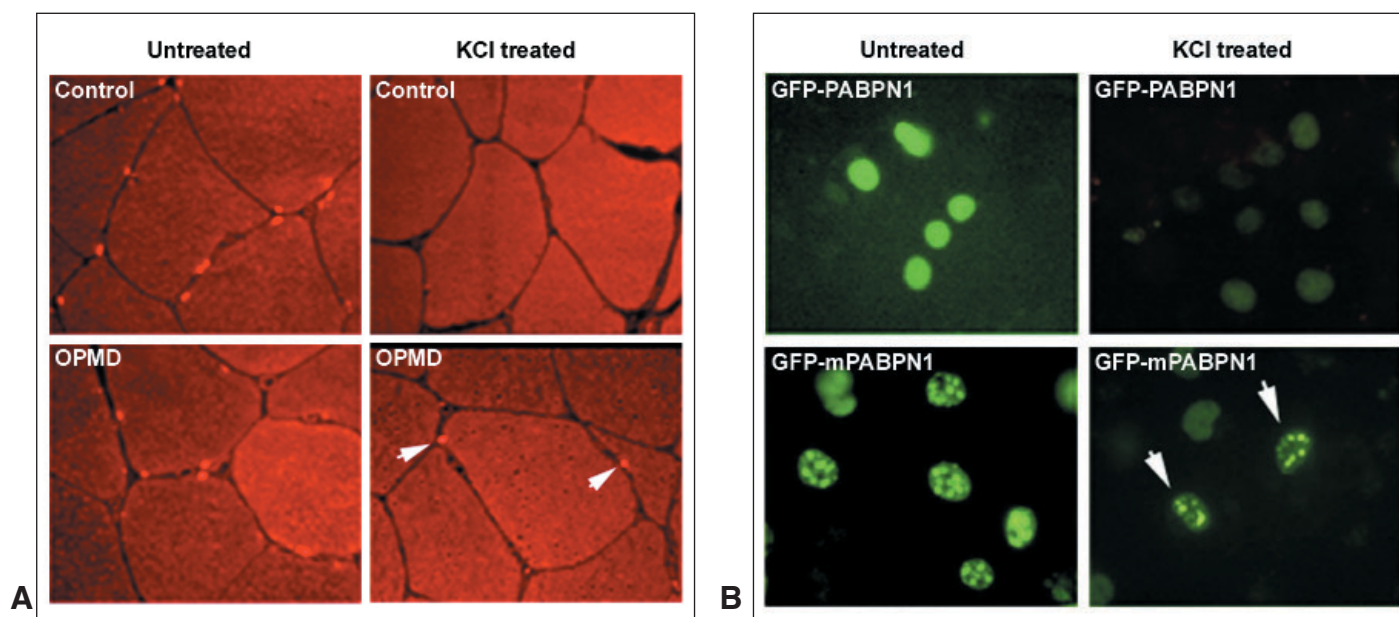 Untreated KCl treated
Control Control
OPMD OPMD
A
Untreated KCl treated
GFP-PABPN1 GFP-PABPN1
GFP-mPABPN1 GFP-mPABPN1
B